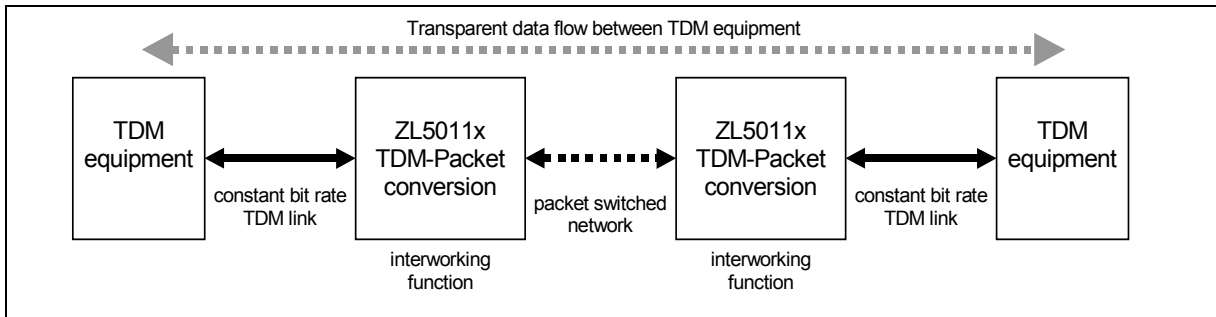 Transparent data flow between TDM equipment
TDM
equipment
constant bit rate
TDM link
ZL5011x
TDM-Packet
conversion
interworking
function
packet switched
network
ZL5011x
TDM-Packet
conversion
interworking
function
constant bit rate
TDM link
TDM
equipment